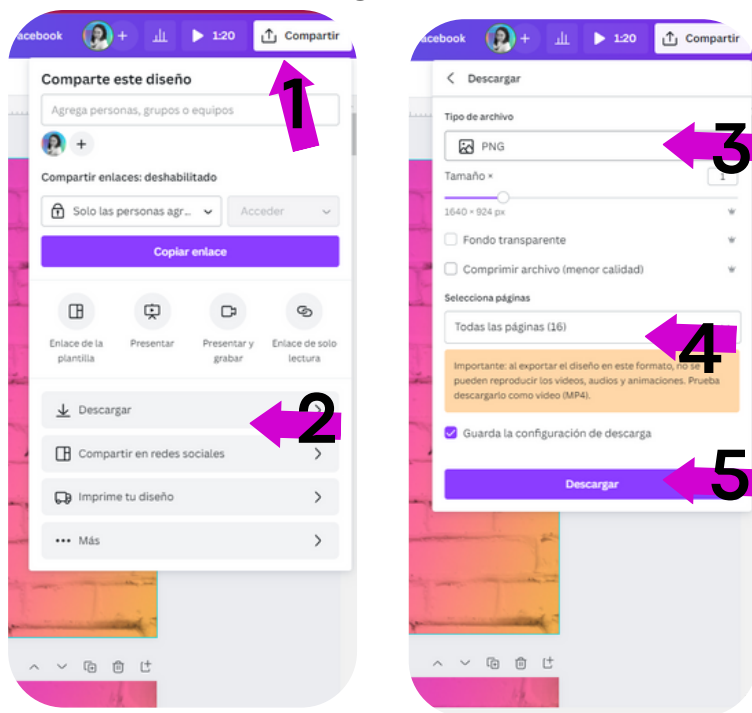 acebook + 1:20 Compartir
1
Comparte este diseño
Agrega personas, grupos o equipos
+
Compartir enlaces: deshabilitado
Solo las personas agr... Acceder
Copiar enlace
Enlace de la plantilla
Presentar
Presentar y grabar
Enlace de solo lectura
Descargar
2
Compartir en redes sociales
Imprime tu diseño
••• Más
acebook + 1:20 Compartir
Descargar
Tipo de archivo
PNG
3
Tamaño ×
1
1640 × 924 px
Fondo transparente
Comprimir archivo (menor calidad)
Selecciona páginas
Todas las páginas (16)
4
Importante: al exportar el diseño en este formato, no se
pueden reproducir los videos, audios y animaciones. Prueba
descargarlo como video (MP4).
Guarda la configuración de descarga
Descargar
5